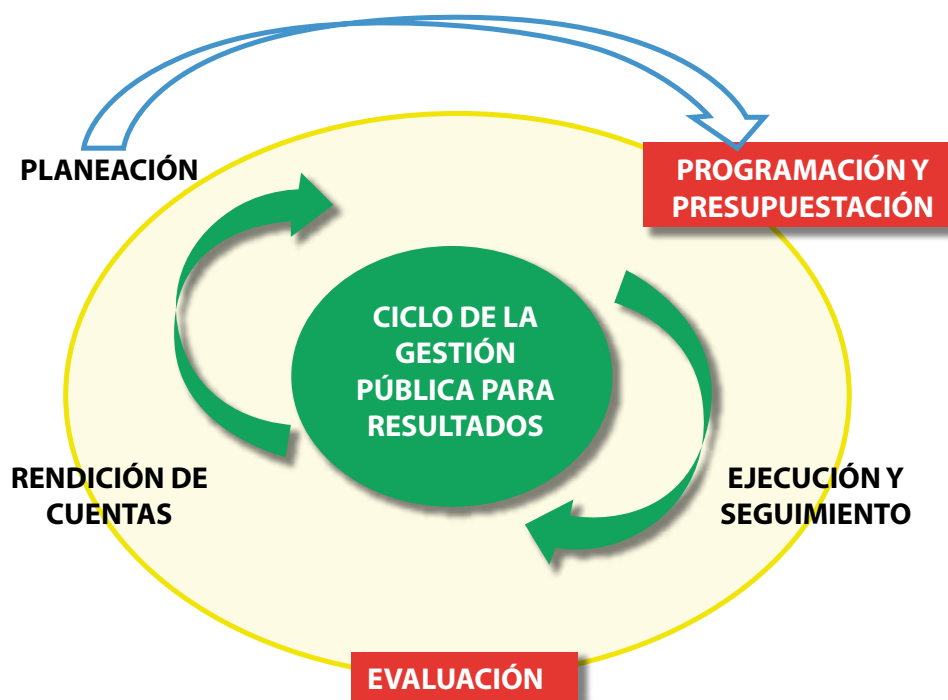 PLANEACIÓN
PROGRAMACIÓN Y
PRESUPUESTACIÓN
CICLO DE LA
GESTIÓN
PÚBLICA PARA
RESULTADOS
RENDICIÓN DE
CUENTAS
EJECUCIÓN Y
SEGUIMIENTO
EVALUACIÓN